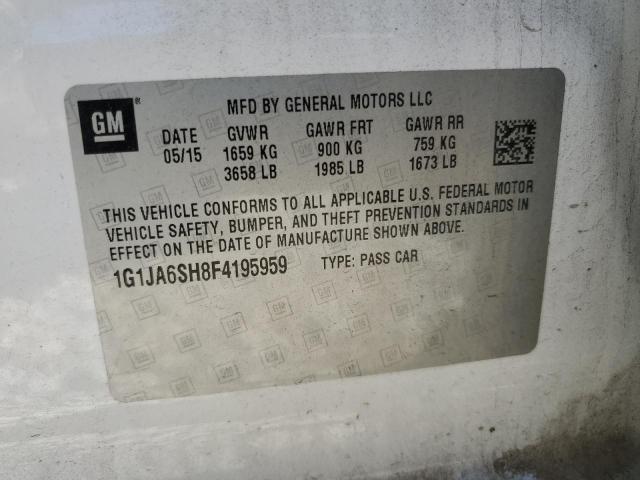 GM
MFD BY GENERAL MOTORS LLC
DATE GVWR GAWR FRT GAWR RR
05/15 1659 KG 900 KG 759 KG
3658 LB 1985 LB 1673 LB
THIS VEHICLE CONFORMS TO ALL APPLICABLE U.S. FEDERAL MOTOR
VEHICLE SAFETY, BUMPER, AND THEFT PREVENTION STANDARDS IN
EFFECT ON THE DATE OF MANUFACTURE SHOWN ABOVE.
1G1JA6SH8F4195959 TYPE: PASS CAR